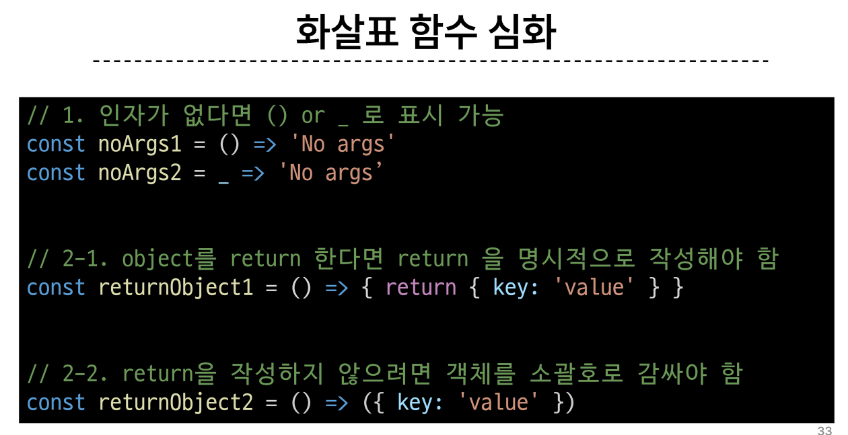 화살표 함수 심화
// 1. 인자가 없다면 () or _ 로 표시 가능
const noArgs1 = () => 'No args'
const noArgs2 = _ => 'No args’
// 2-1. object를 return 한다면 return 을 명시적으로 작성해야 함
const returnObject1 = () => { return { key: 'value' } }
// 2-2. return을 작성하지 않으려면 객체를 소괄호로 감싸야 함
const returnObject2 = () => ({ key: 'value' })
33